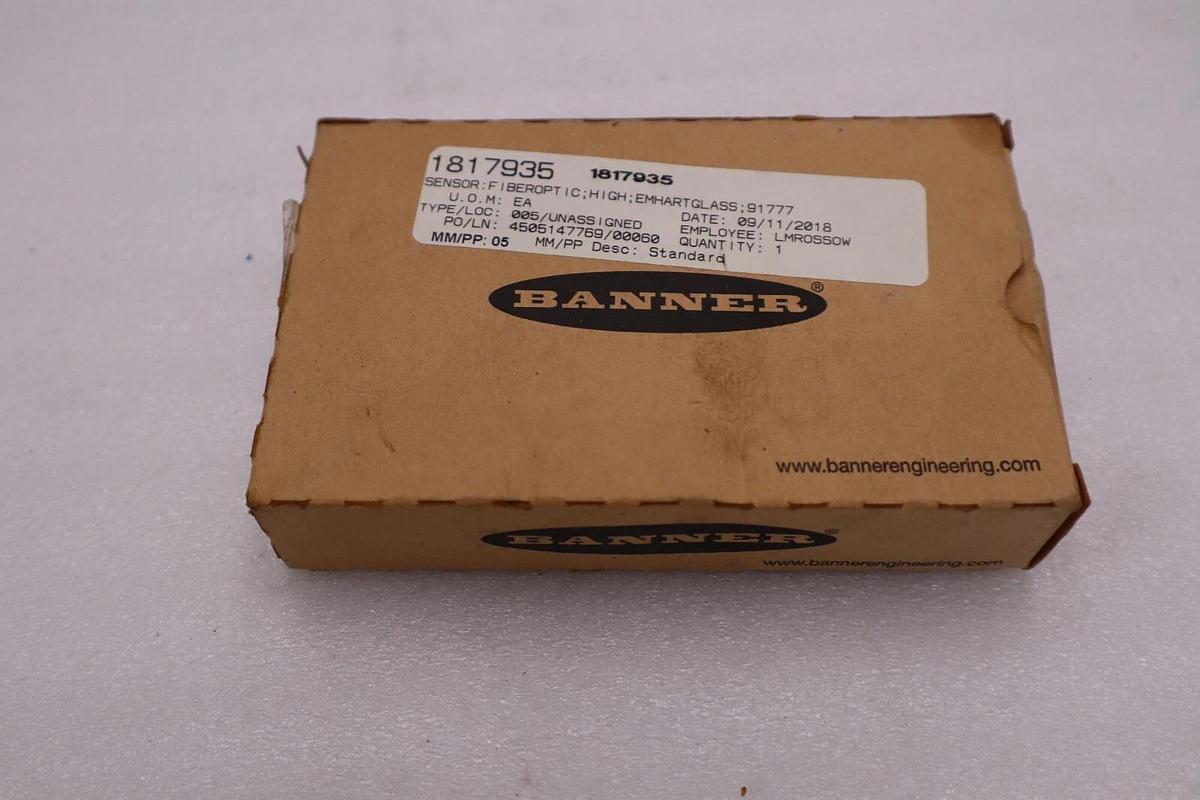 1817935 1817935
SENSOR:FIBEROPTIC;HIGH;EMHARTGLASS;91777
U.O.M: EA DATE: 09/11/2018
TYPE/LOC: 005/UNASSIGNED EMPLOYEE: LMROSSOW
PO/LN: 4505147769/00060 QUANTITY: 1
MM/PP: 05 MM/PP Desc: Standard
BANNER®
www.bannerengineering.com
BANNER®
www.bannerengineering.com